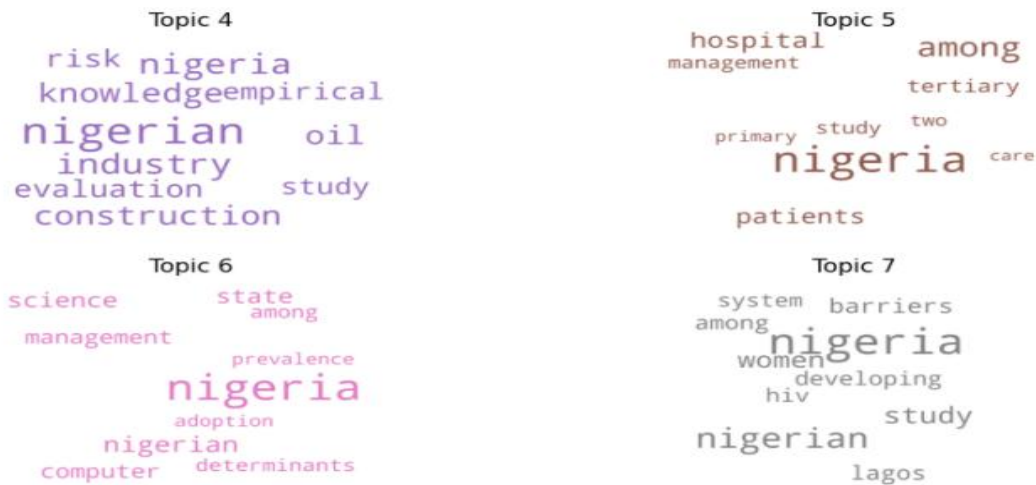 Topic 4
risk nigeria
knowledge empirical
nigerian oil
industry
evaluation study
construction
Topic 5
hospital among
management
tertiary
primary study two
nigeria care
patients
Topic 6
science state
among
management
prevalence
nigeria
adoption
nigerian
computer determinants
Topic 7
system barriers
among
nigeria
women
developing
hiv
study
nigerian
lagos